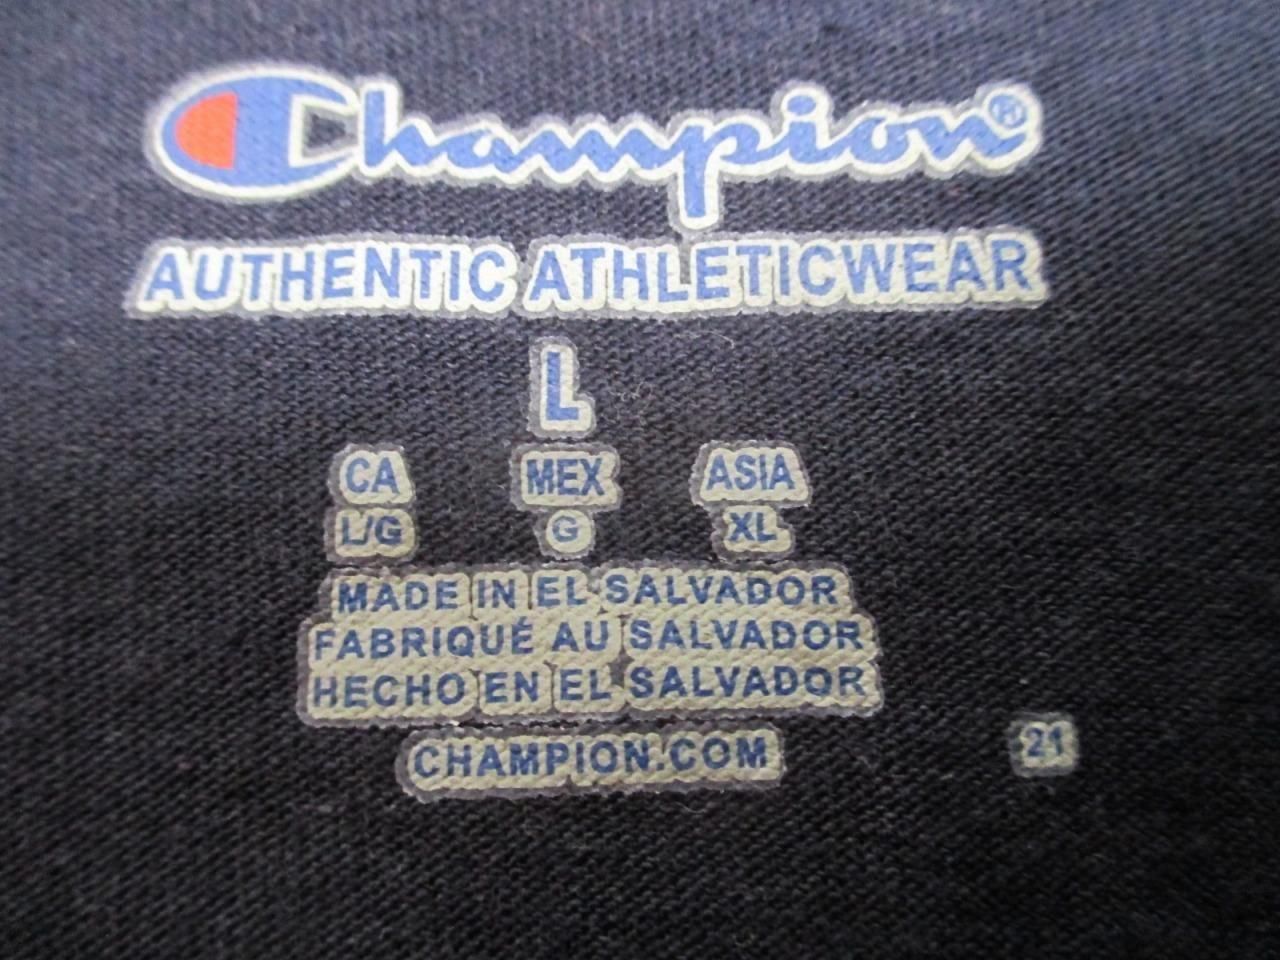 Champion®
AUTHENTIC ATHLETICWEAR
L
CA MEX ASIA
L/G G XL
MADE IN EL SALVADOR
FABRIQUÉ AU SALVADOR
HECHO EN EL SALVADOR
CHAMPION.COM 21